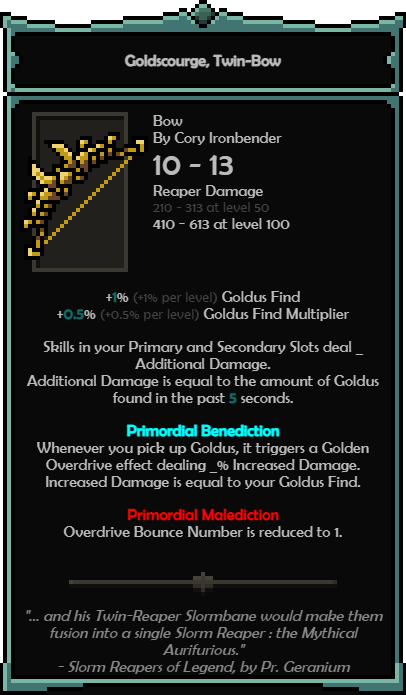 Goldscourge, Twin-Bow
Bow
By Cory Ironbender
10 - 13
Reaper Damage
210 - 313 at level 50
410 - 613 at level 100
+1% (+1% per level) Goldus Find
+0.5% (+0.5% per level) Goldus Find Multiplier
Skills in your Primary and Secondary Slots deal _
Additional Damage.
Additional Damage is equal to the amount of Goldus
found in the past 5 seconds.
Primordial Benediction
Whenever you pick up Goldus, it triggers a Golden
Overdrive effect dealing _% Increased Damage.
Increased Damage is equal to your Goldus Find.
Primordial Malediction
Overdrive Bounce Number is reduced to 1.
"... and his Twin-Reaper Slormbane would make them
fusion into a single Slorm Reaper : the Mythical
Aurifurious."
- Slorm Reapers of Legend, by Pr. Geranium